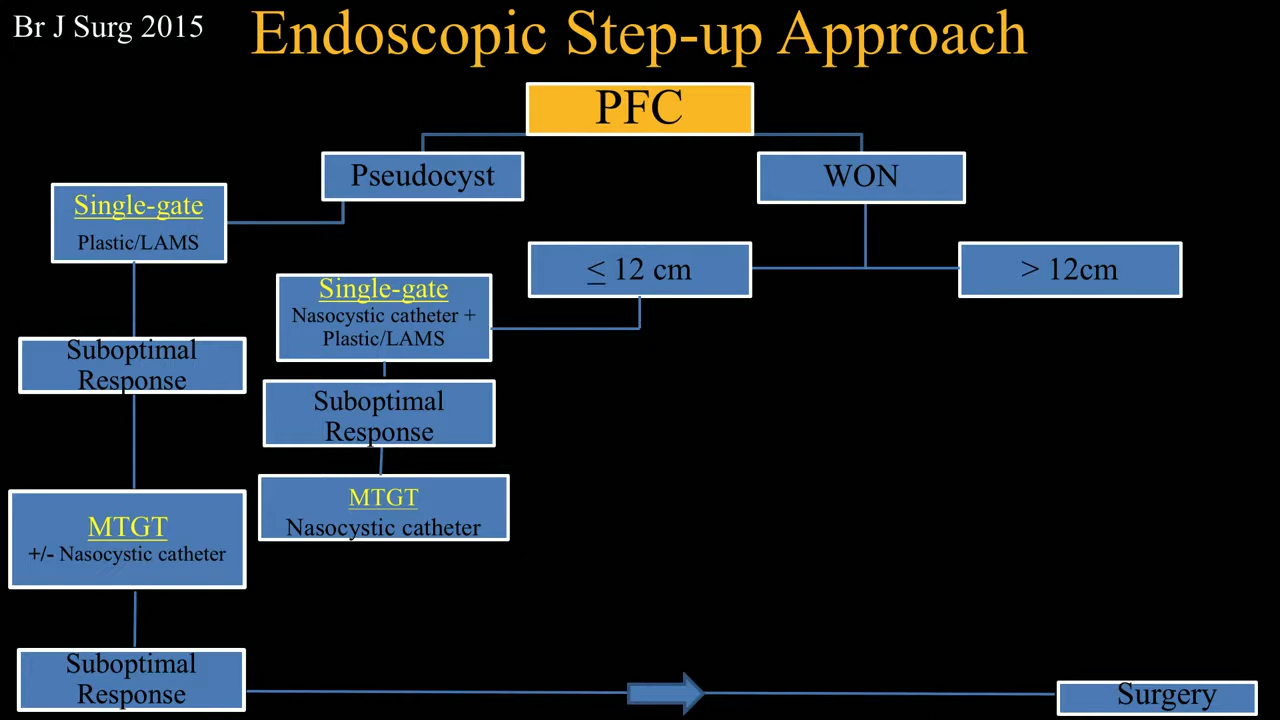 Br J Surg 2015
Endoscopic Step-up Approach
PFC
Pseudocyst
WON
Single-gate
Plastic/LAMS
≤ 12 cm
> 12cm
Single-gate
Nasocystic catheter +
Plastic/LAMS
Suboptimal
Response
Suboptimal
Response
MTGT
Nasocystic catheter
MTGT
+/- Nasocystic catheter
Suboptimal
Response
Surgery